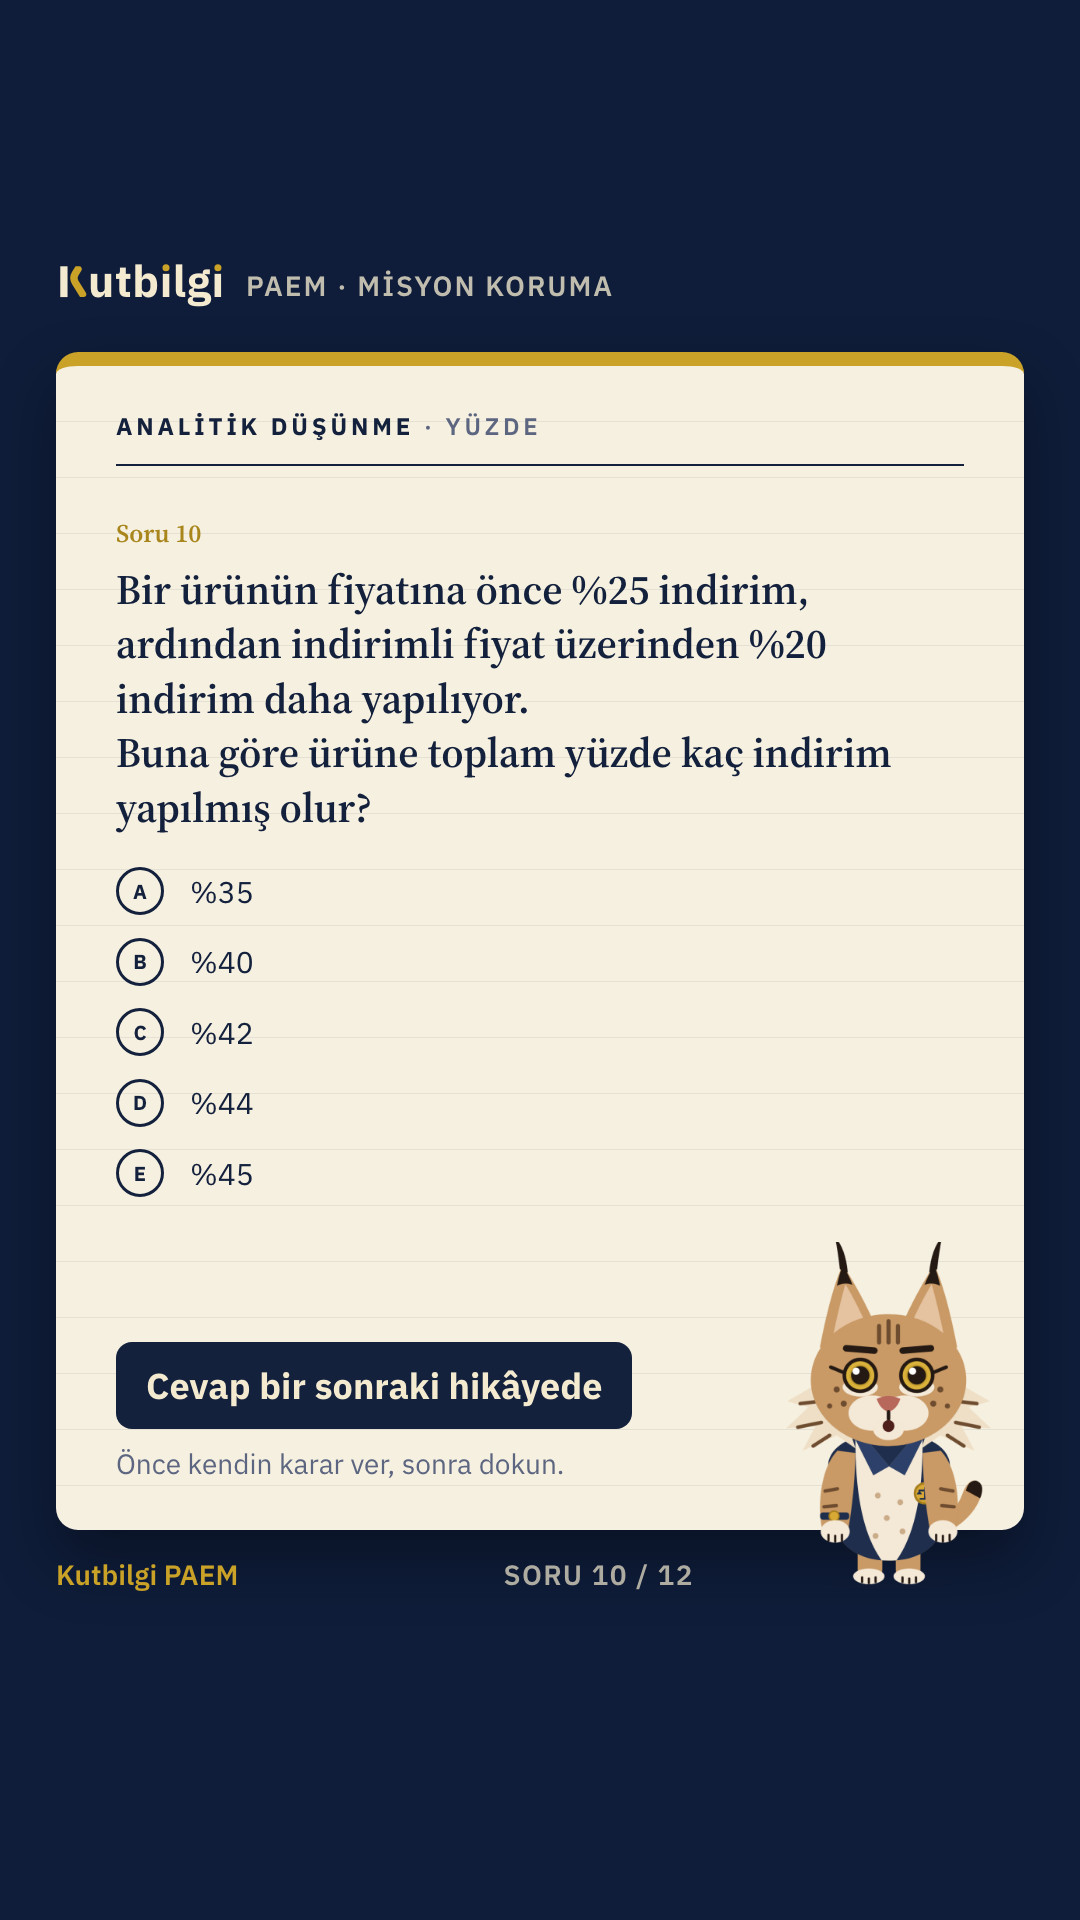 Kutbilgi PAEM · MİSYON KORUMA
ANALİTİK DÜŞÜNME · YÜZDE
Soru 10
Bir ürünün fiyatına önce %25 indirim,
ardından indirimli fiyat üzerinden %20
indirim daha yapılıyor.
Buna göre ürüne toplam yüzde kaç indirim
yapılmış olur?
A %35
B %40
C %42
D %44
E %45
Cevap bir sonraki hikâyede
Önce kendin karar ver, sonra dokun.
Kutbilgi PAEM SORU 10 / 12